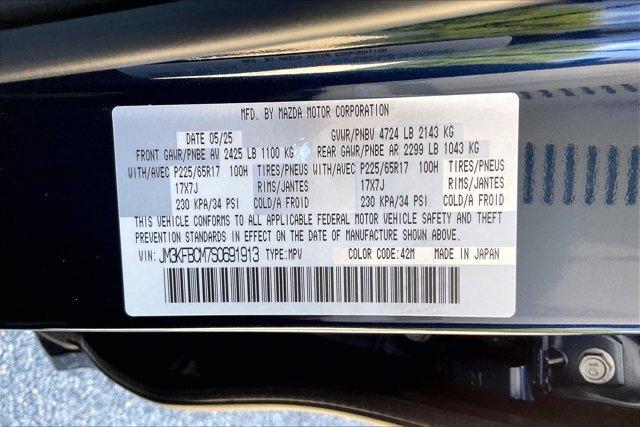 MFD. BY MAZDA MOTOR CORPORATION
DATE 05/25 GVWR/PNBV 4724 LB 2143 KG
FRONT GAWR/PNBE AV 2425 LB 1100 KG REAR GAWR/PNBE AR 2299 LB 1043 KG
WITH/AVEC P225/65R17 100H TIRES/PNEUS WITH/AVEC P225/65R17 100H TIRES/PNEUS
17X7J RIMS/JANTES 17X7J RIMS/JANTES
230 KPA/34 PSI COLD/A FROID 230 KPA/34 PSI COLD/A FROID
THIS VEHICLE CONFORMS TO ALL APPLICABLE FEDERAL MOTOR VEHICLE SAFETY AND THEFT
PREVENTION STANDARDS IN EFFECT ON THE DATE OF MANUFACTURE SHOWN ABOVE.
VIN: JM3KFBCM7S0691913 TYPE:MPV COLOR CODE:42M MADE IN JAPAN
10